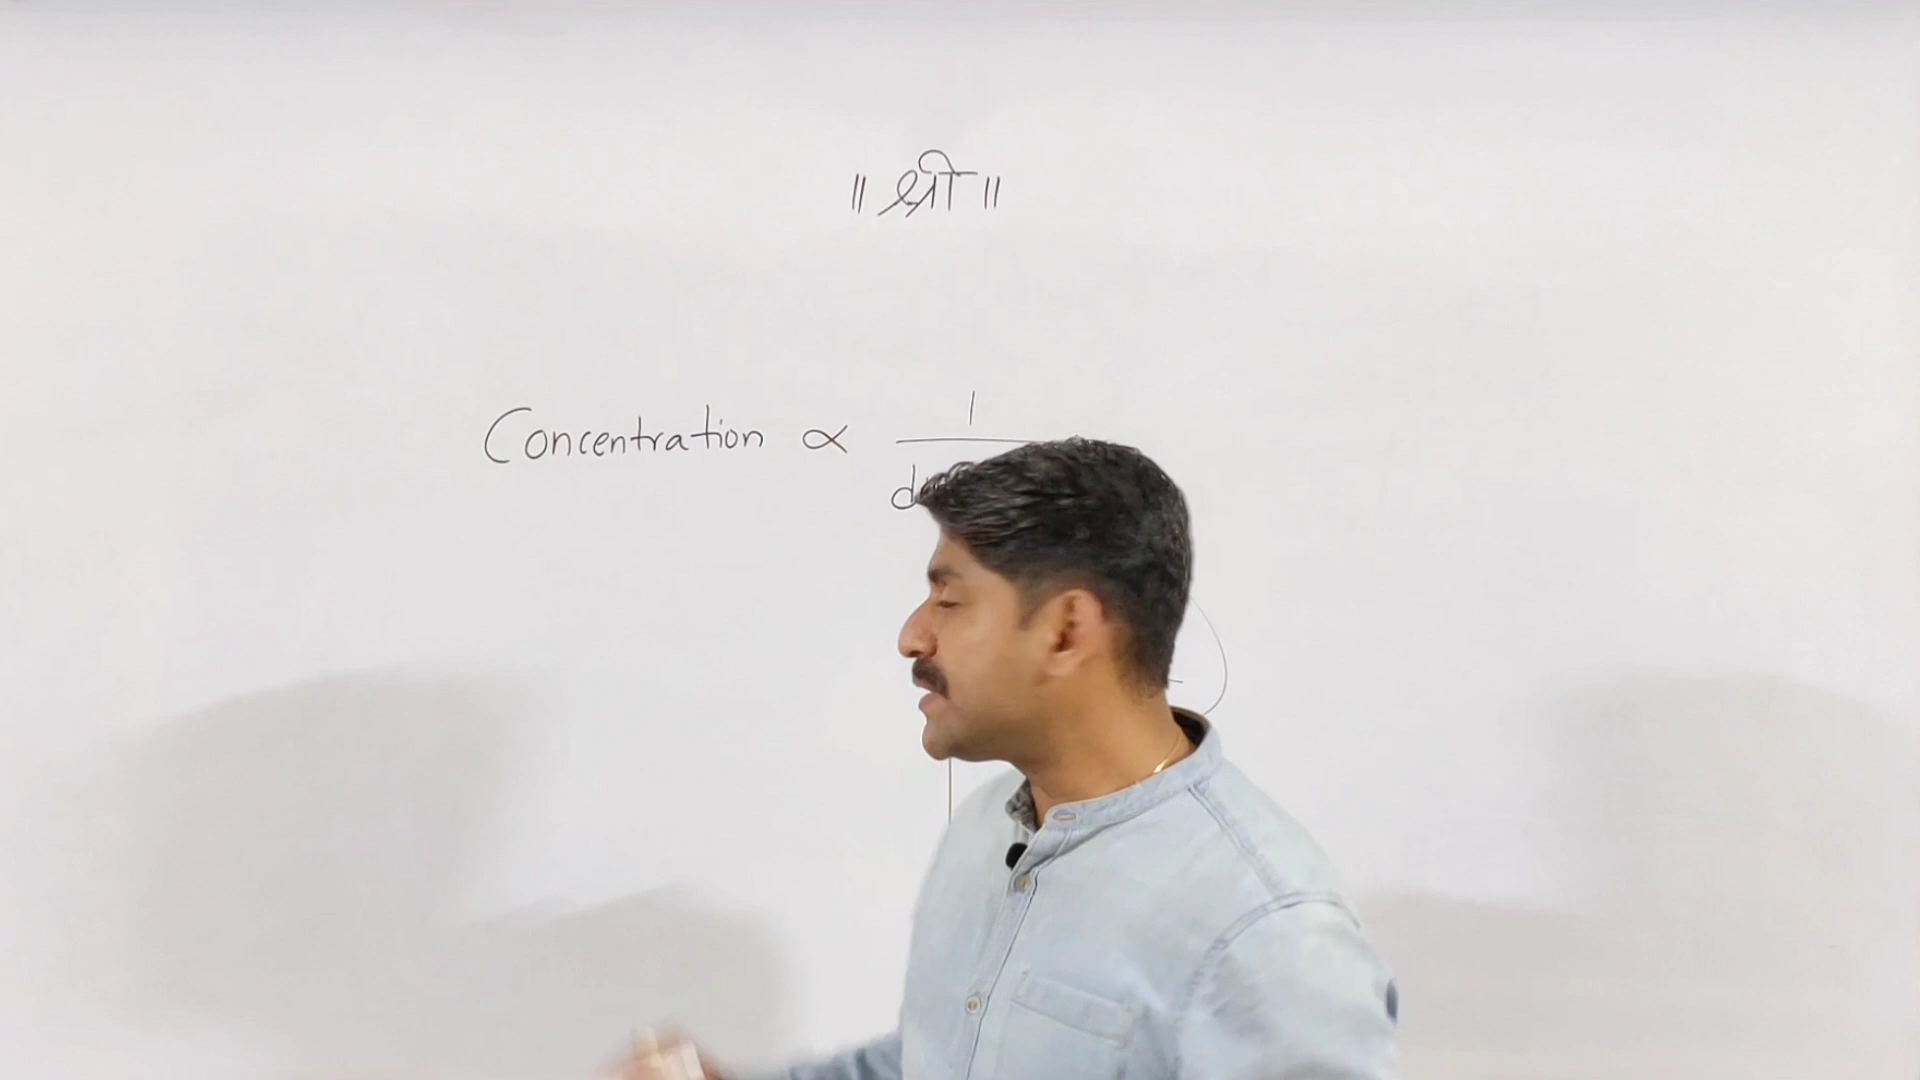 ॥ श्री ॥
Concentration ∝ 1